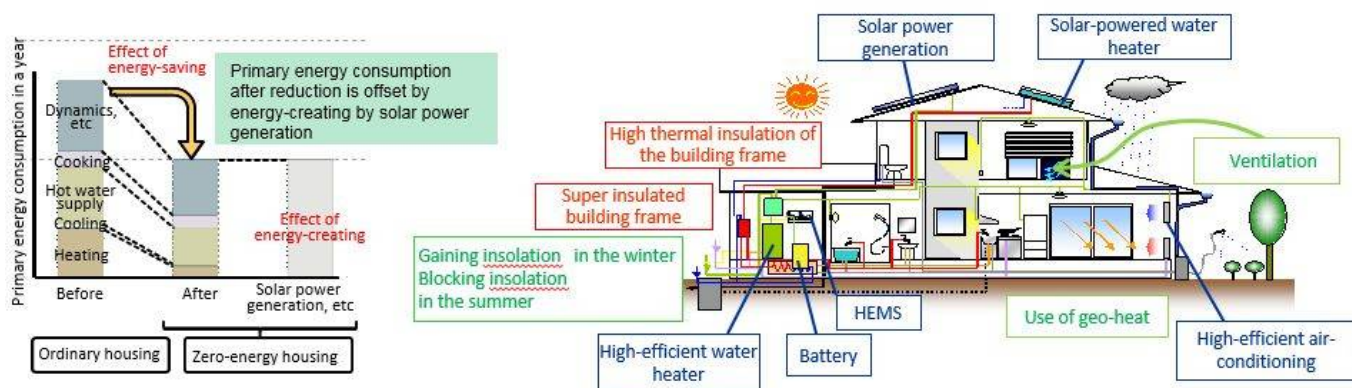 Primary energy consumption in a year
Effect of
energy-saving
Primary energy consumption
after reduction is offset by
energy-creating by solar power
generation
Dynamics,
etc
Cooking
Hot water
supply
Cooling
Heating
Effect of
energy-creating
Before
After
Solar power
generation, etc
Ordinary housing
Zero-energy housing
Solar power
generation
Solar-powered water
heater
High thermal insulation of
the building frame
Ventilation
Super insulated
building frame
Gaining insolation in the winter
Blocking insolation
in the summer
HEMS
Use of geo-heat
High-efficient water
heater
Battery
High-efficient air-
conditioning